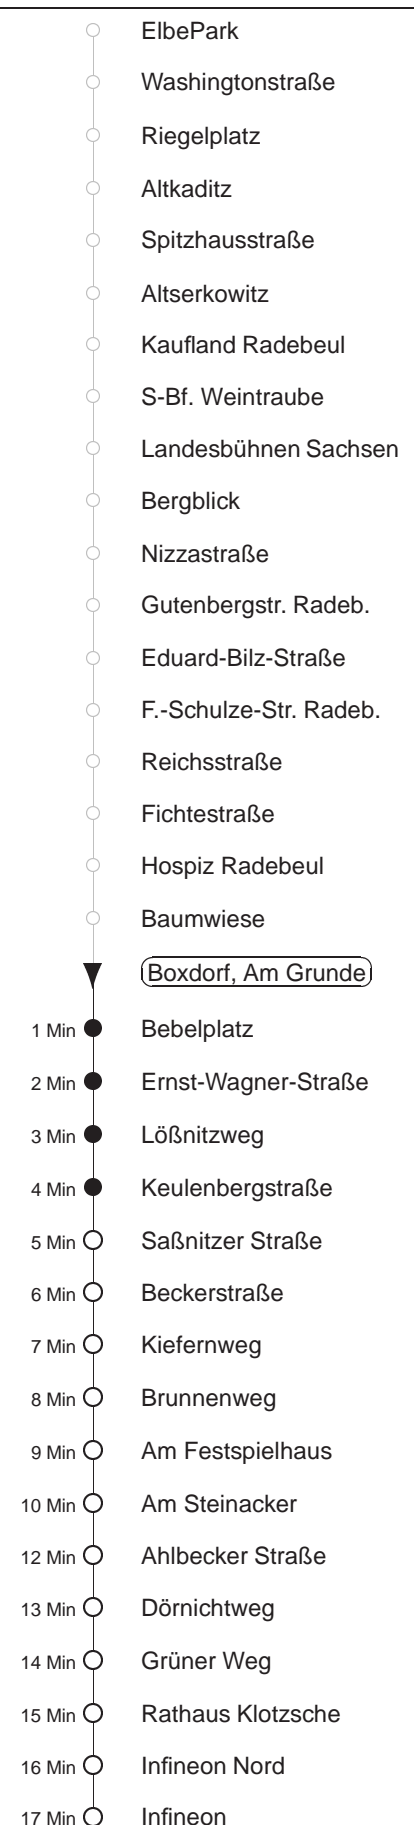 ElbePark
Washingtonstraße
Riegelplatz
Altkaditz
Spitzhausstraße
Altserkowitz
Kaufland Radebeul
S-Bf. Weintraube
Landesbühnen Sachsen
Bergblick
Nizzastraße
Gutenbergstr. Radeb.
Eduard-Bilz-Straße
F.-Schulze-Str. Radeb.
Reichsstraße
Fichtestraße
Hospiz Radebeul
Baumwiese
Boxdorf, Am Grunde
1 Min Bebelplatz
2 Min Ernst-Wagner-Straße
3 Min Lößnitzweg
4 Min Keulenbergstraße
5 Min Saßnitzer Straße
6 Min Beckerstraße
7 Min Kiefernweg
8 Min Brunnenweg
9 Min Am Festspielhaus
10 Min Am Steinacker
12 Min Ahlbecker Straße
13 Min Dörnichtweg
14 Min Grüner Weg
15 Min Rathaus Klotzsche
16 Min Infineon Nord
17 Min Infineon